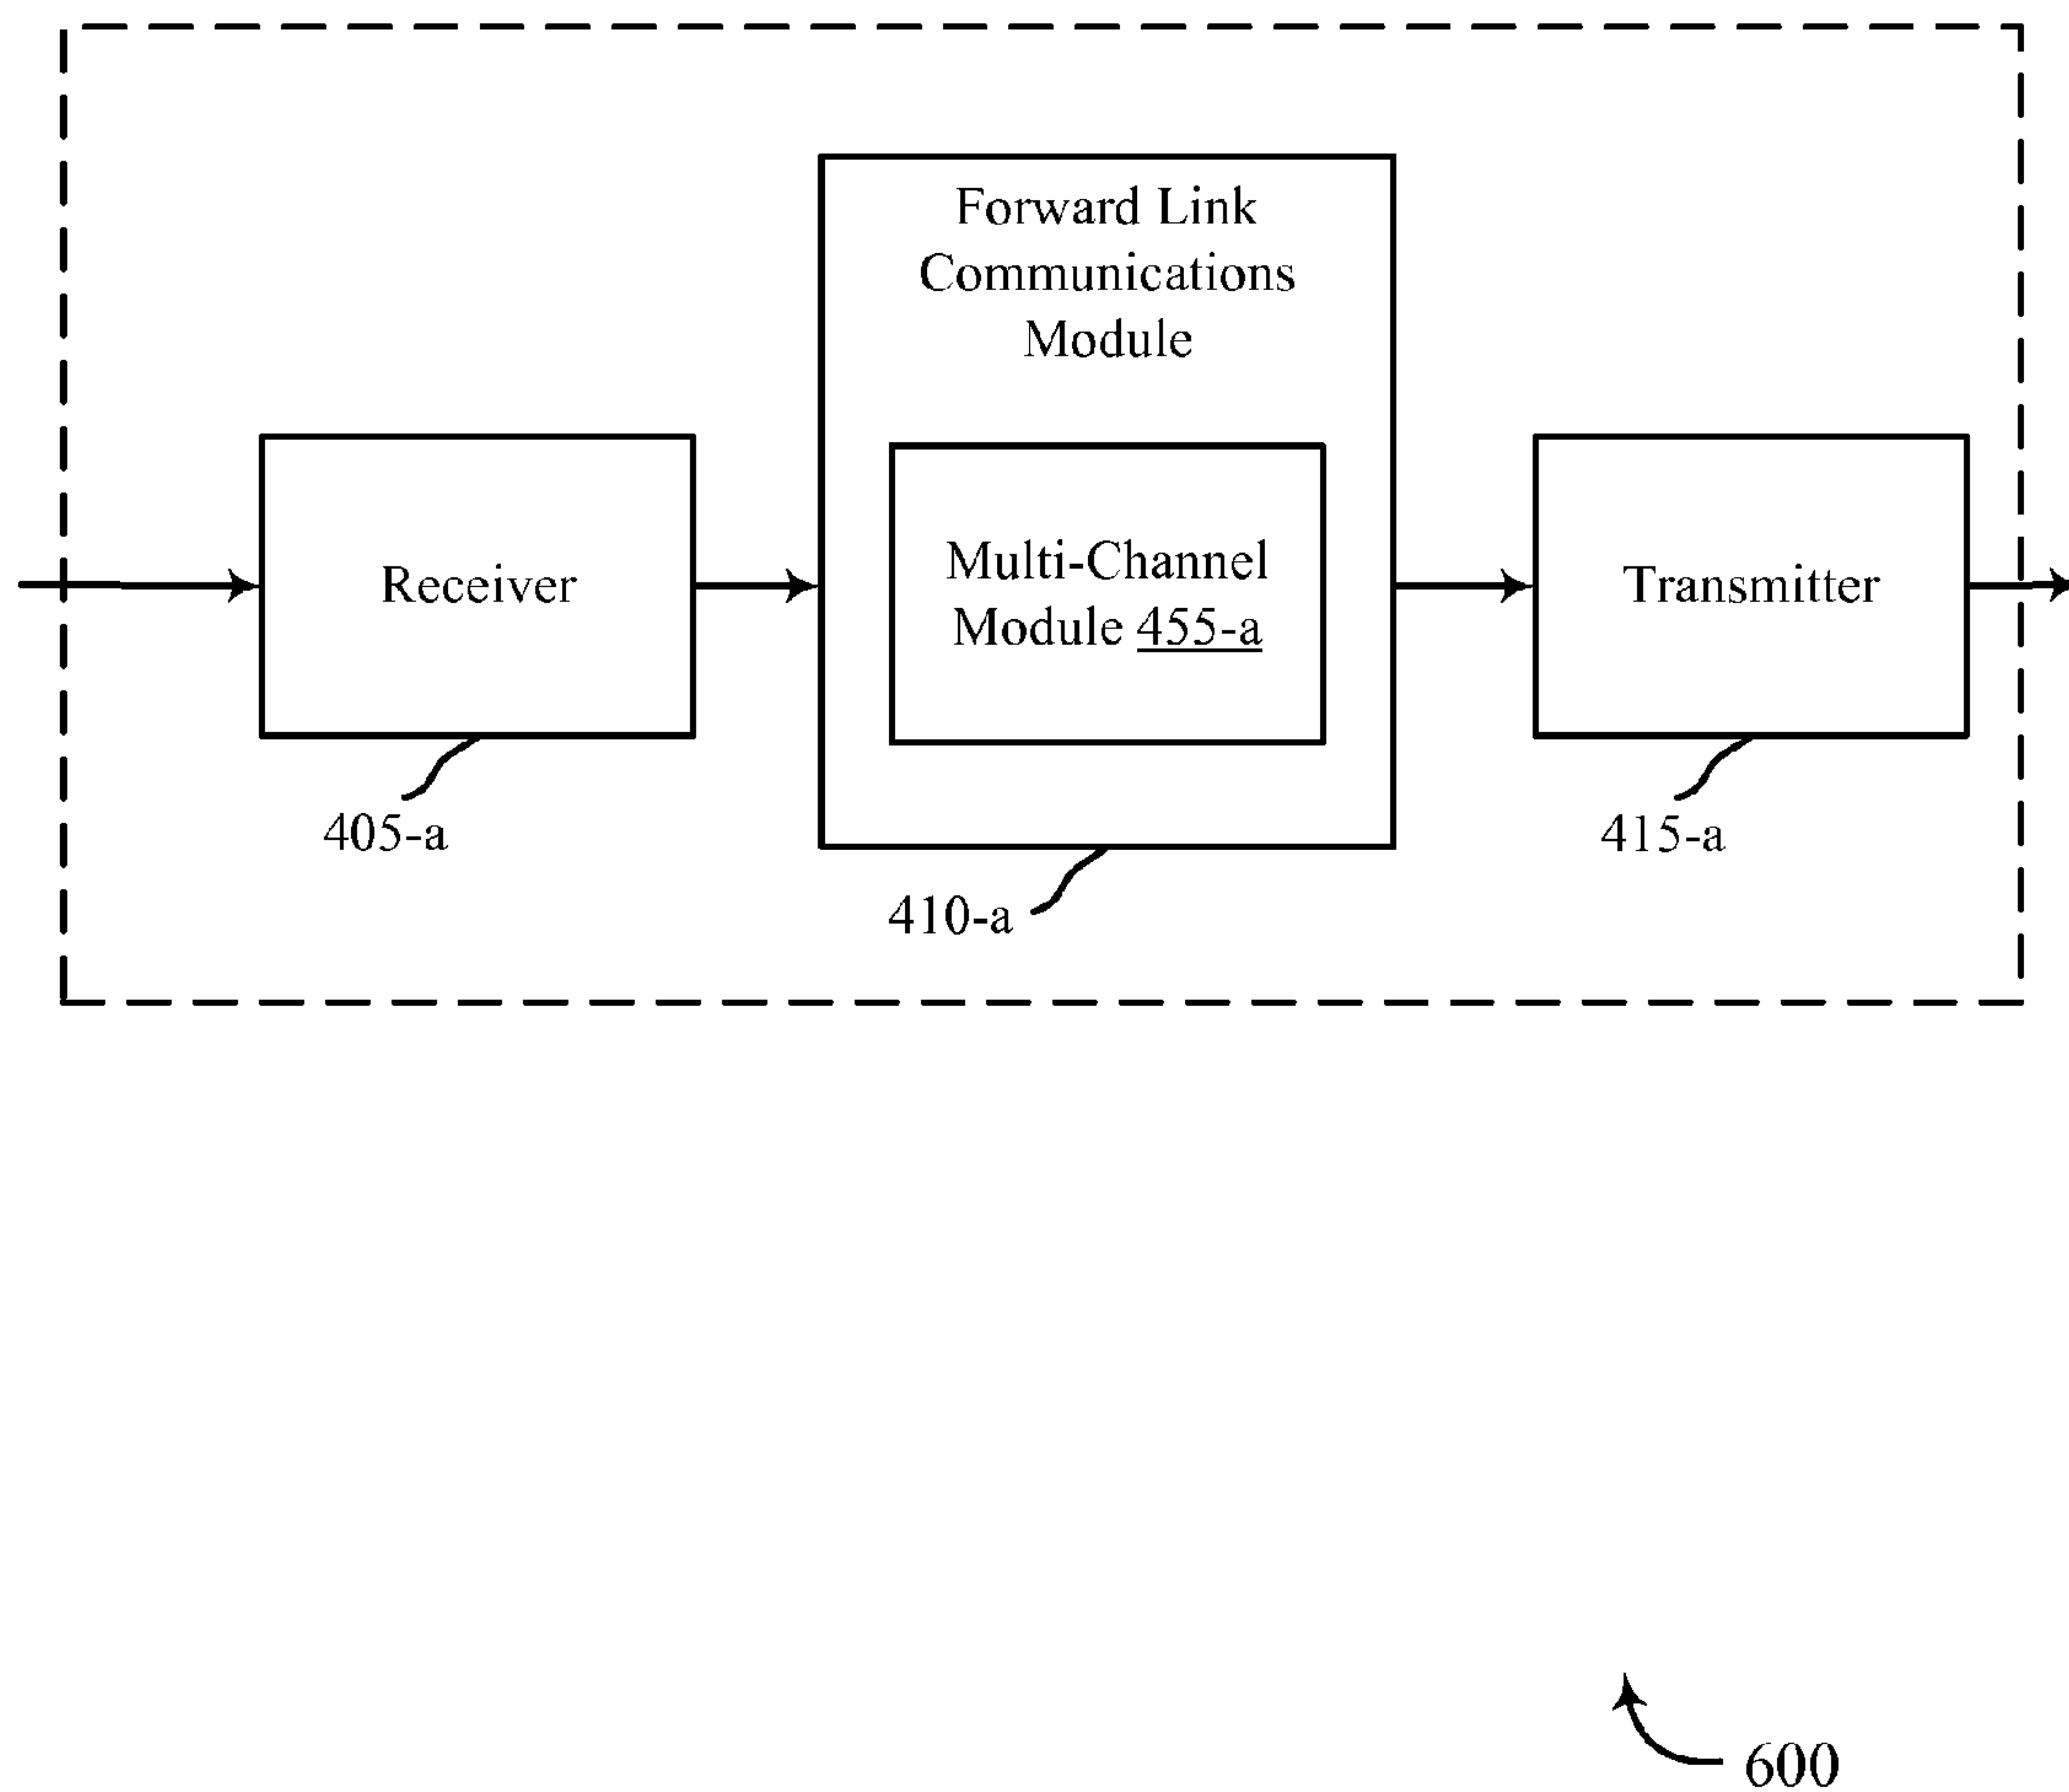 Forward Link
Communications
Module
Receiver
Multi-Channel
Module 455-a
Transmitter
405-a
410-a
415-a
600